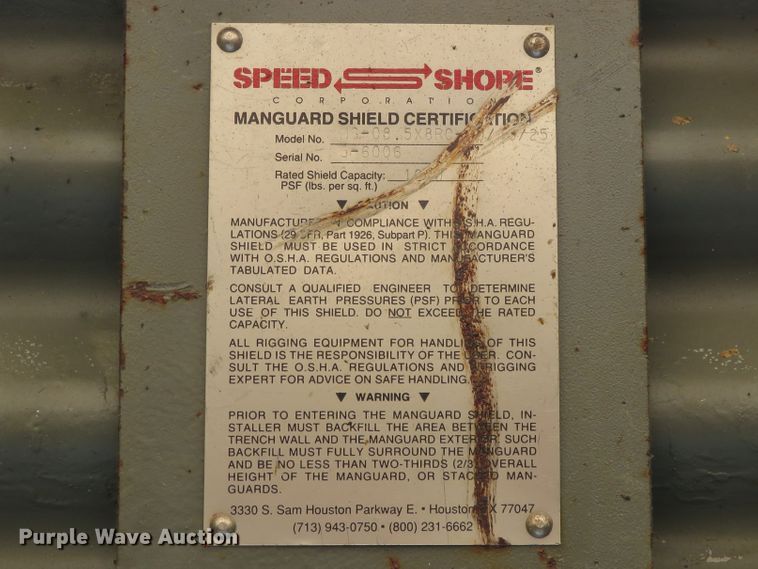 SPEED SHORE®
CORPORATION
MANGUARD SHIELD CERTIFICATION
Model No.
Serial No. J-6006
Rated Shield Capacity:
PSF (lbs. per sq. ft.)
▼ CAUTION ▼
MANUFACTURED IN COMPLIANCE WITH O.S.H.A. REGU-
LATIONS (29 CFR, Part 1926, Subpart P). THIS MANGUARD
SHIELD MUST BE USED IN STRICT ACCORDANCE
WITH O.S.H.A. REGULATIONS AND MANUFACTURER'S
TABULATED DATA.
CONSULT A QUALIFIED ENGINEER TO DETERMINE
LATERAL EARTH PRESSURES (PSF) PRIOR TO EACH
USE OF THIS SHIELD. DO NOT EXCEED THE RATED
CAPACITY.
ALL RIGGING EQUIPMENT FOR HANDLING OF THIS
SHIELD IS THE RESPONSIBILITY OF THE USER. CON-
SULT THE O.S.H.A. REGULATIONS AND RIGGING
EXPERT FOR ADVICE ON SAFE HANDLING.
▼ WARNING ▼
PRIOR TO ENTERING THE MANGUARD SHIELD, IN-
STALLER MUST BACKFILL THE AREA BETWEEN THE
TRENCH WALL AND THE MANGUARD EXTERIOR. SUCH
BACKFILL MUST FULLY SURROUND THE MANGUARD
AND BE NO LESS THAN TWO-THIRDS (2/3) OVERALL
HEIGHT OF THE MANGUARD, OR STACKED MAN-
GUARDS.
3330 S. Sam Houston Parkway E. • Houston, TX 77047
(713) 943-0750 • (800) 231-6662
Purple Wave Auction